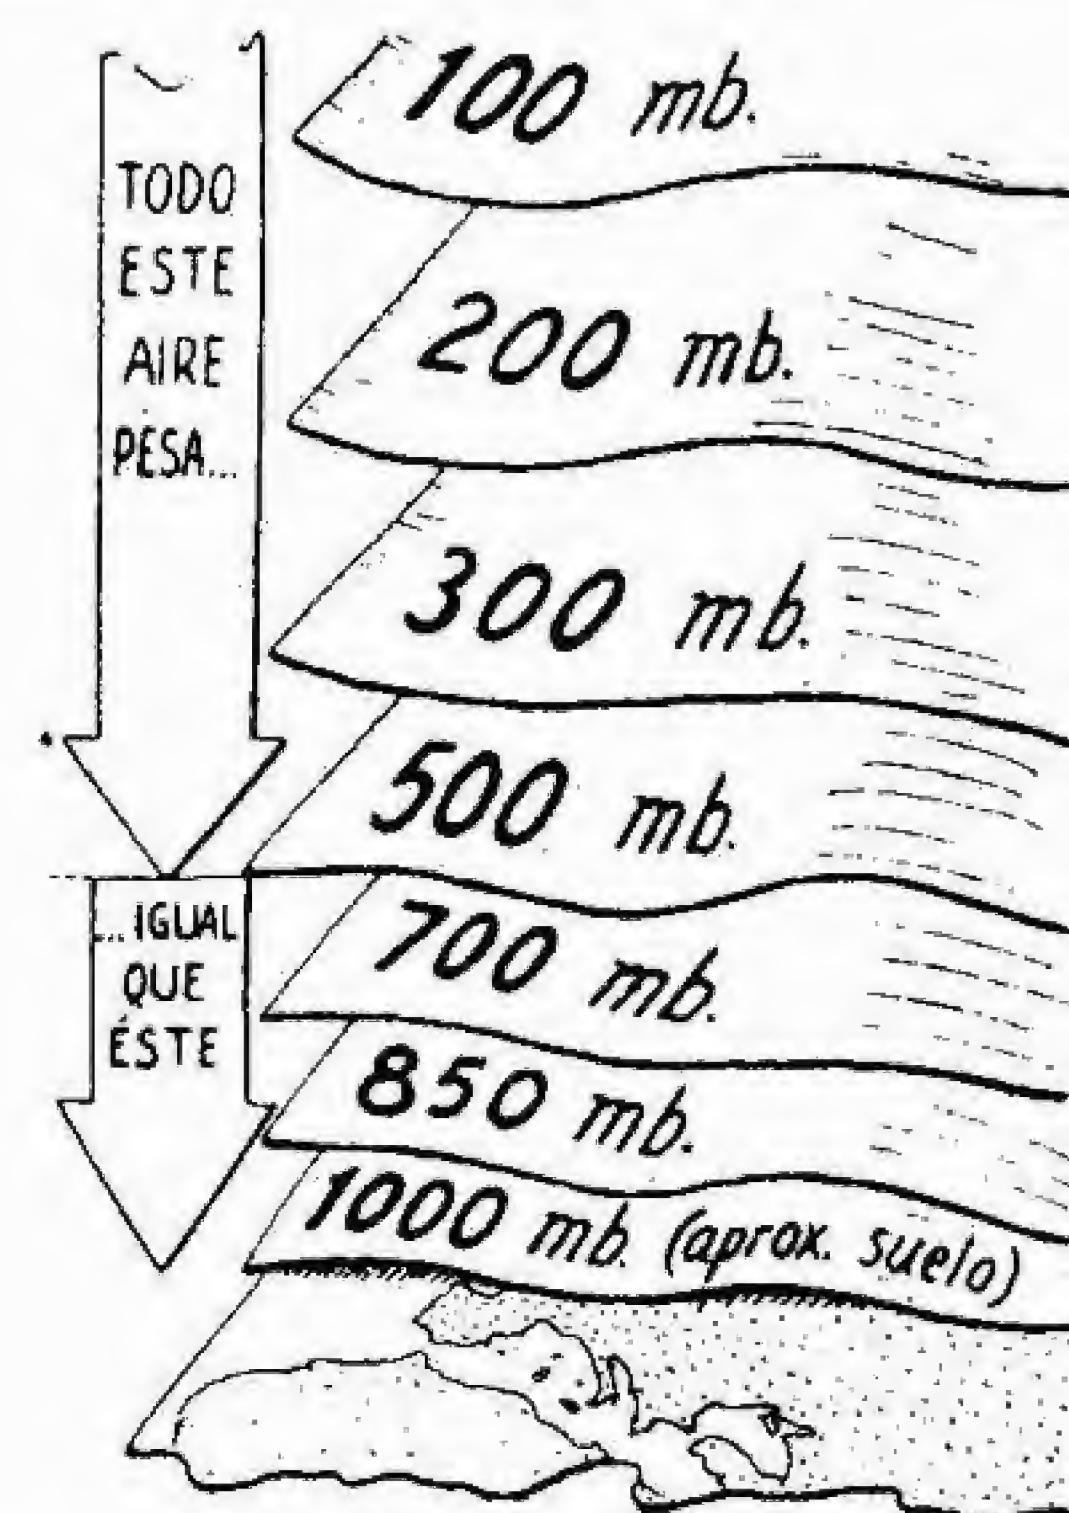 100 mb.
TODO
ESTE
AIRE
PESA...
200 mb.
300 mb.
500 mb.
... IGUAL
QUE
ÉSTE
700 mb.
850 mb.
1000 mb. (aprox. suelo)